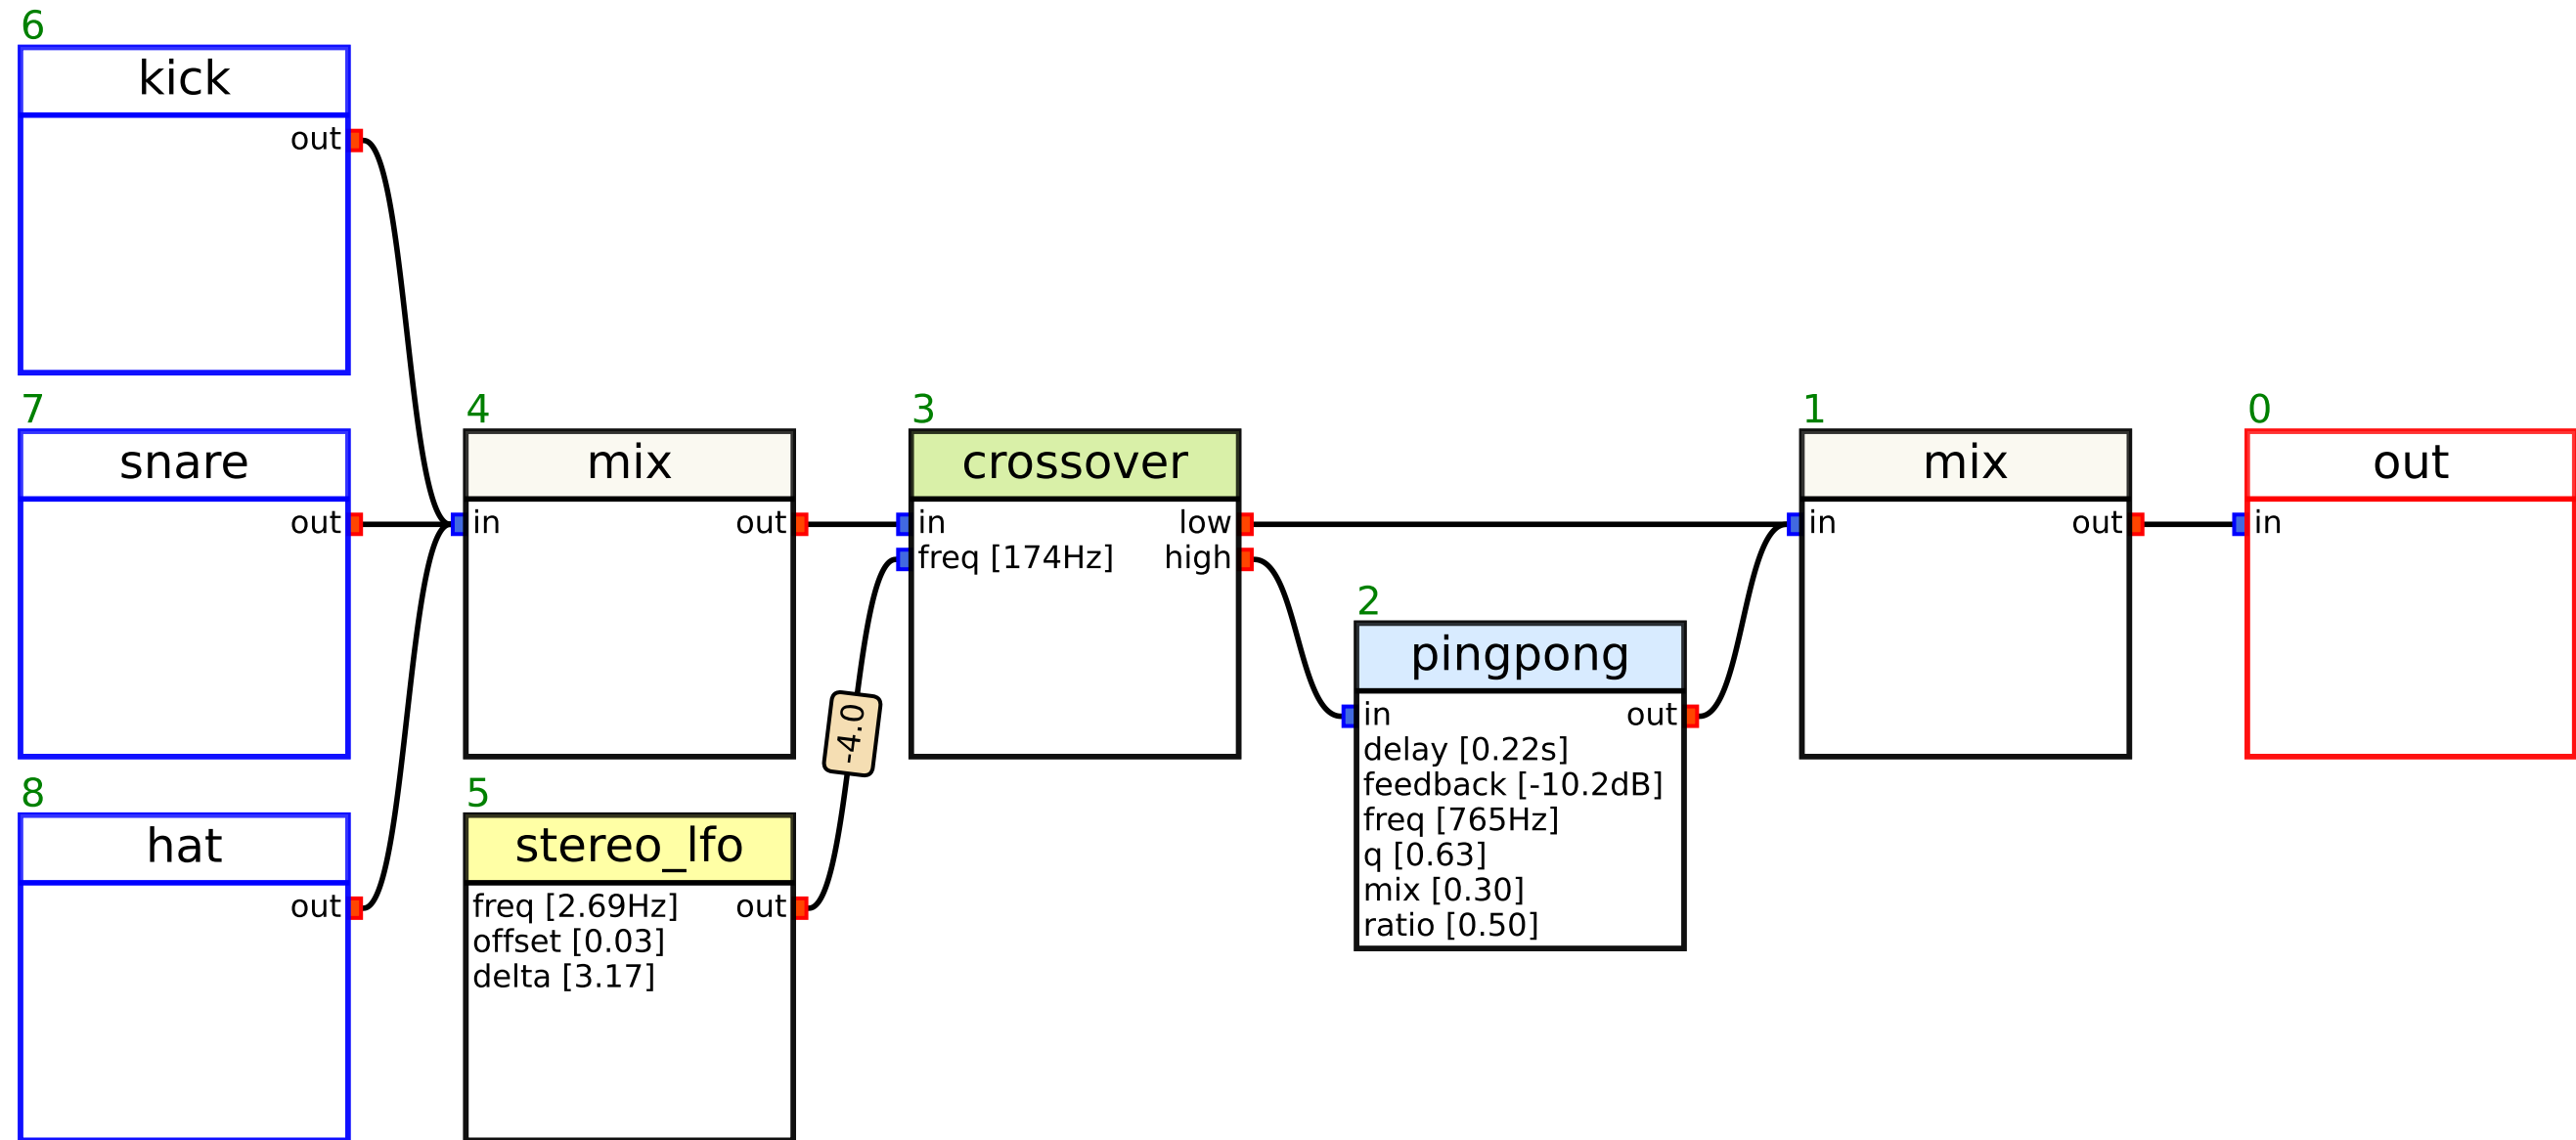 6
kick
out
7
snare
out
8
hat
out
4
mix
in out
5
stereo_lfo
freq [2.69Hz] out
offset [0.03]
delta [3.17]
-4.0
3
crossover
in low
freq [174Hz] high
2
pingpong
in out
delay [0.22s]
feedback [-10.2dB]
freq [765Hz]
q [0.63]
mix [0.30]
ratio [0.50]
1
mix
in out
0
out
in